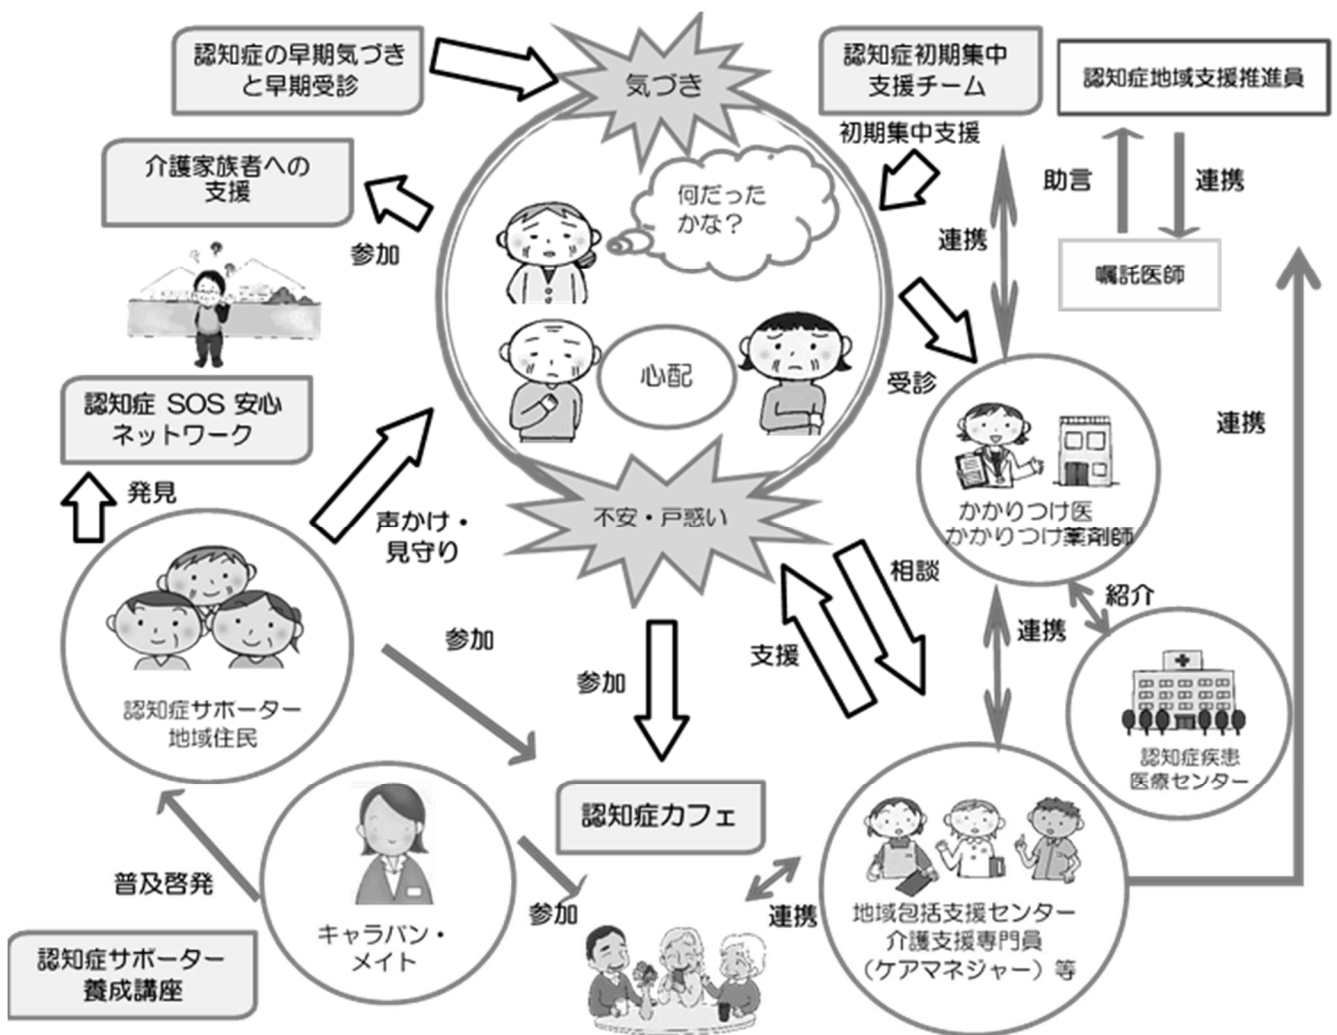 認知症の早期気づき
と早期受診
気づき
認知症初期集中
支援チーム
初期集中支援
認知症地域支援推進員
助言
連携
嘱託医師
介護家族者への
支援
参加
何だった
かな？
連携
心配
受診
連携
認知症 SOS 安心
ネットワーク
発見
声かけ・
見守り
不安・戸惑い
かかりつけ医
かかりつけ薬剤師
相談
支援
連携
紹介
参加
参加
認知症サポーター
地域住民
認知症疾患
医療センター
認知症カフェ
普及啓発
キャラバン・
メイト
参加
連携
地域包括支援センター
介護支援専門員
（ケアマネジャー）等
認知症サポーター
養成講座